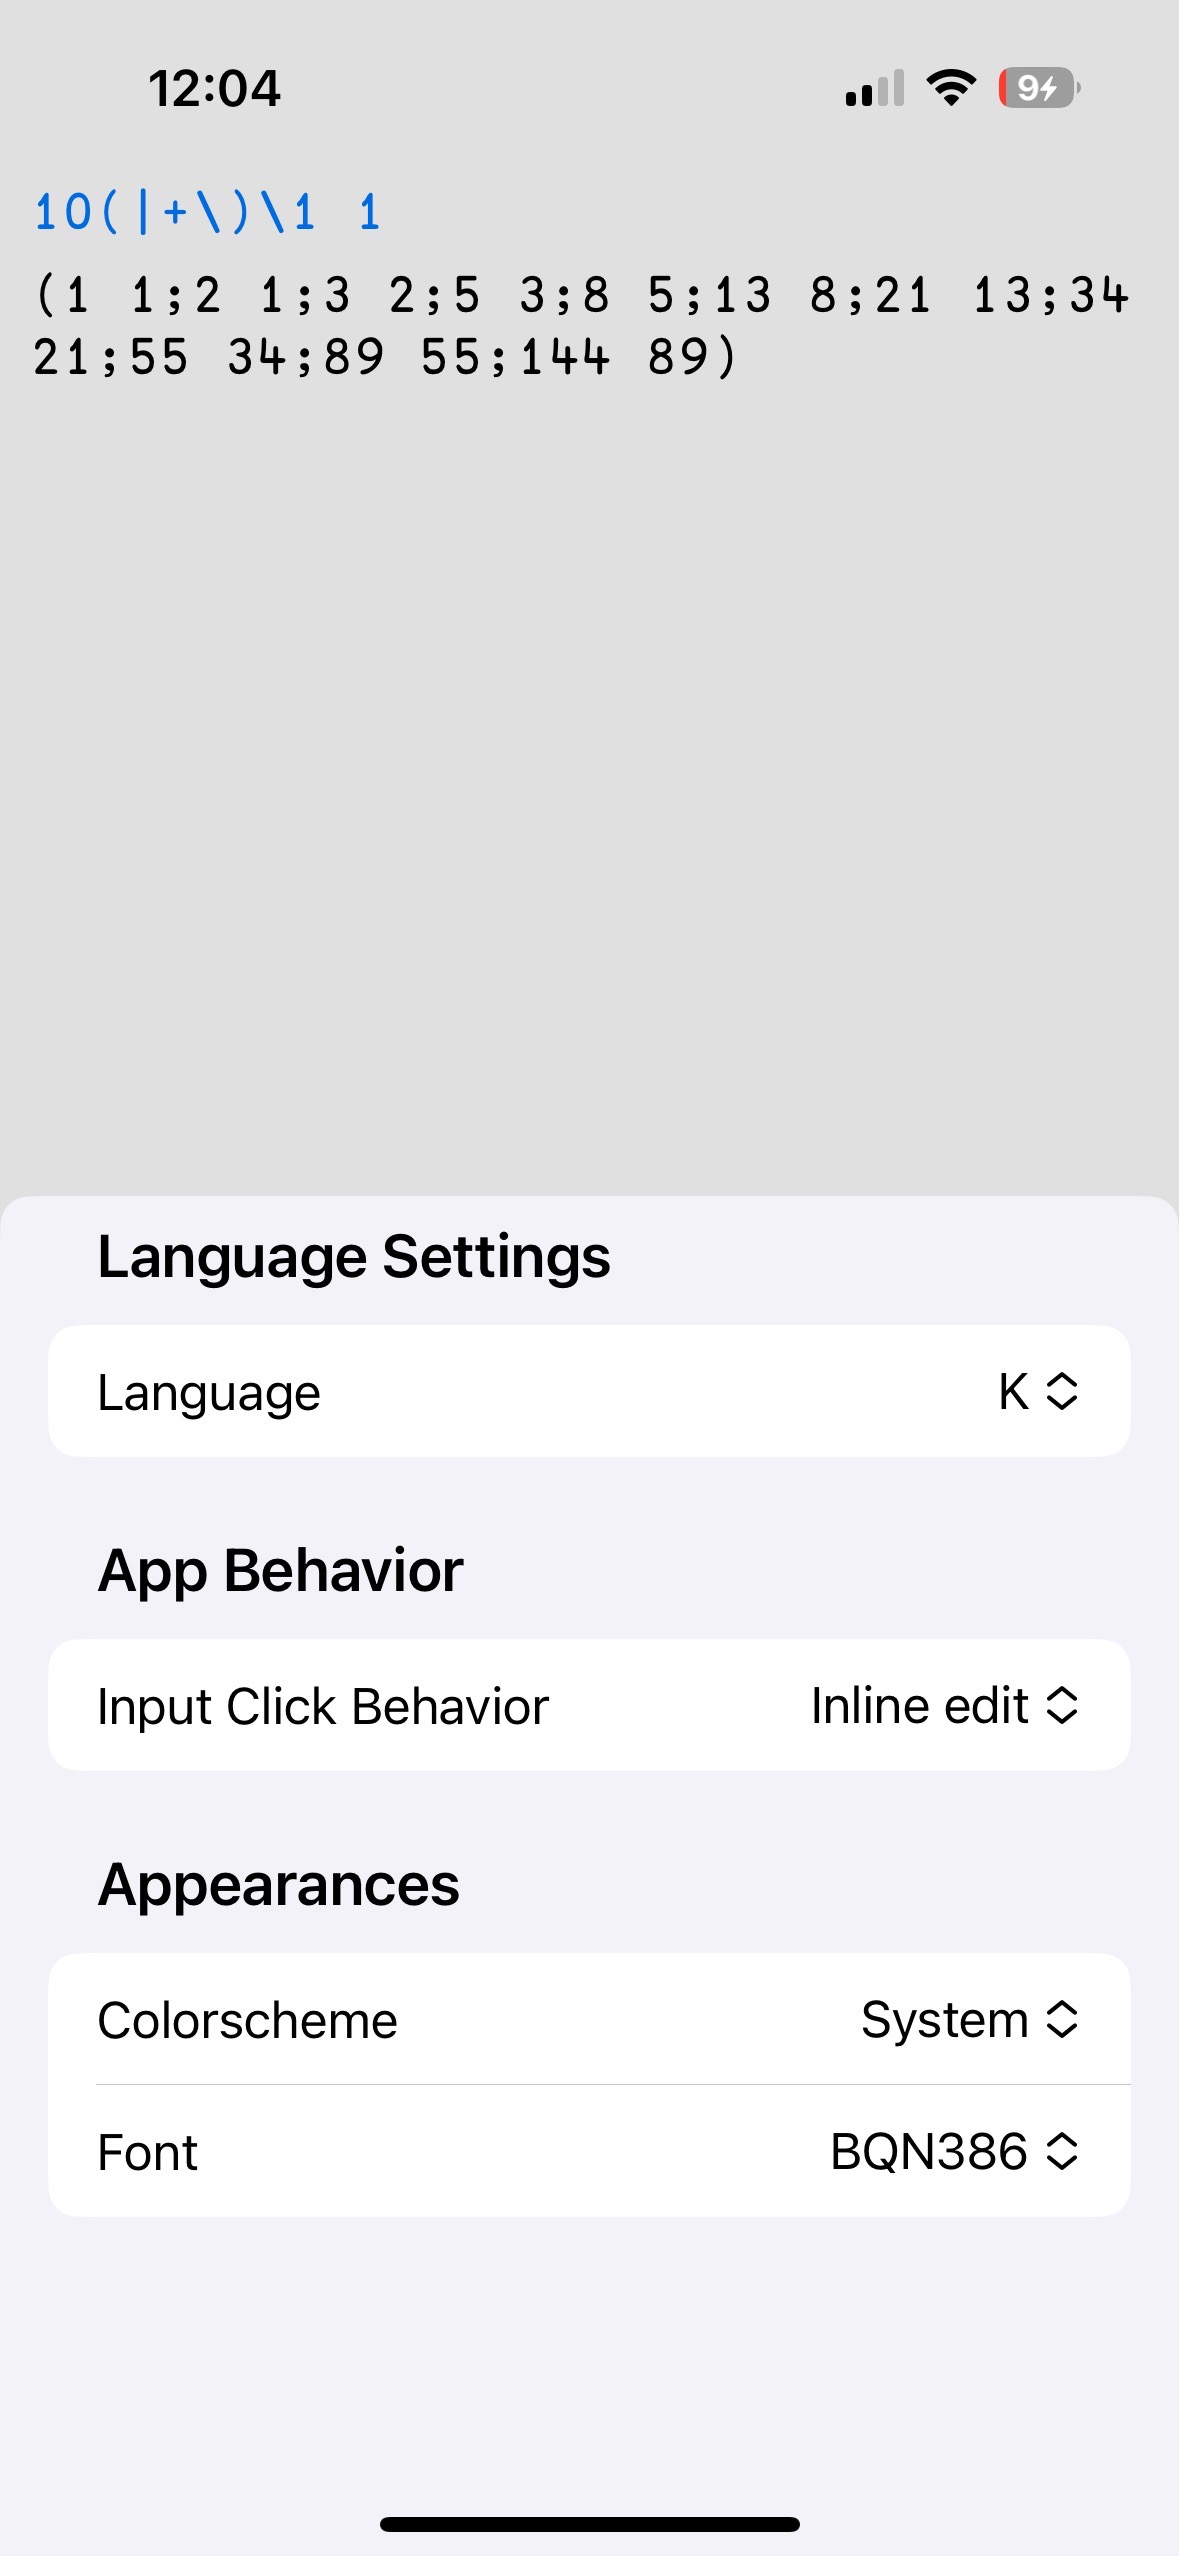 12:04
9
10(|+\)\1 1
(1 1;2 1;3 2;5 3;8 5;13 8;21 13;34
21;55 34;89 55;144 89)
Language Settings
Language K
App Behavior
Input Click Behavior Inline edit
Appearances
Colorscheme System
Font BQN386